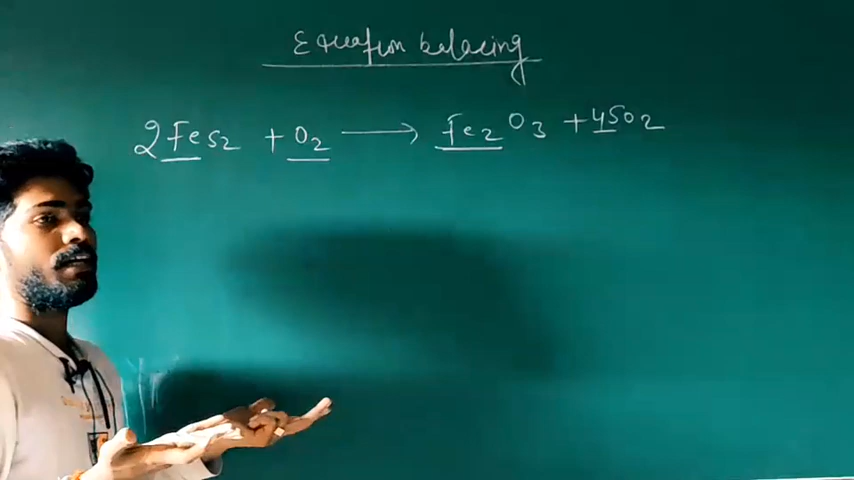 Equation balacing
2FeS₂ + O₂ → Fe₂O₃ + 4SO₂